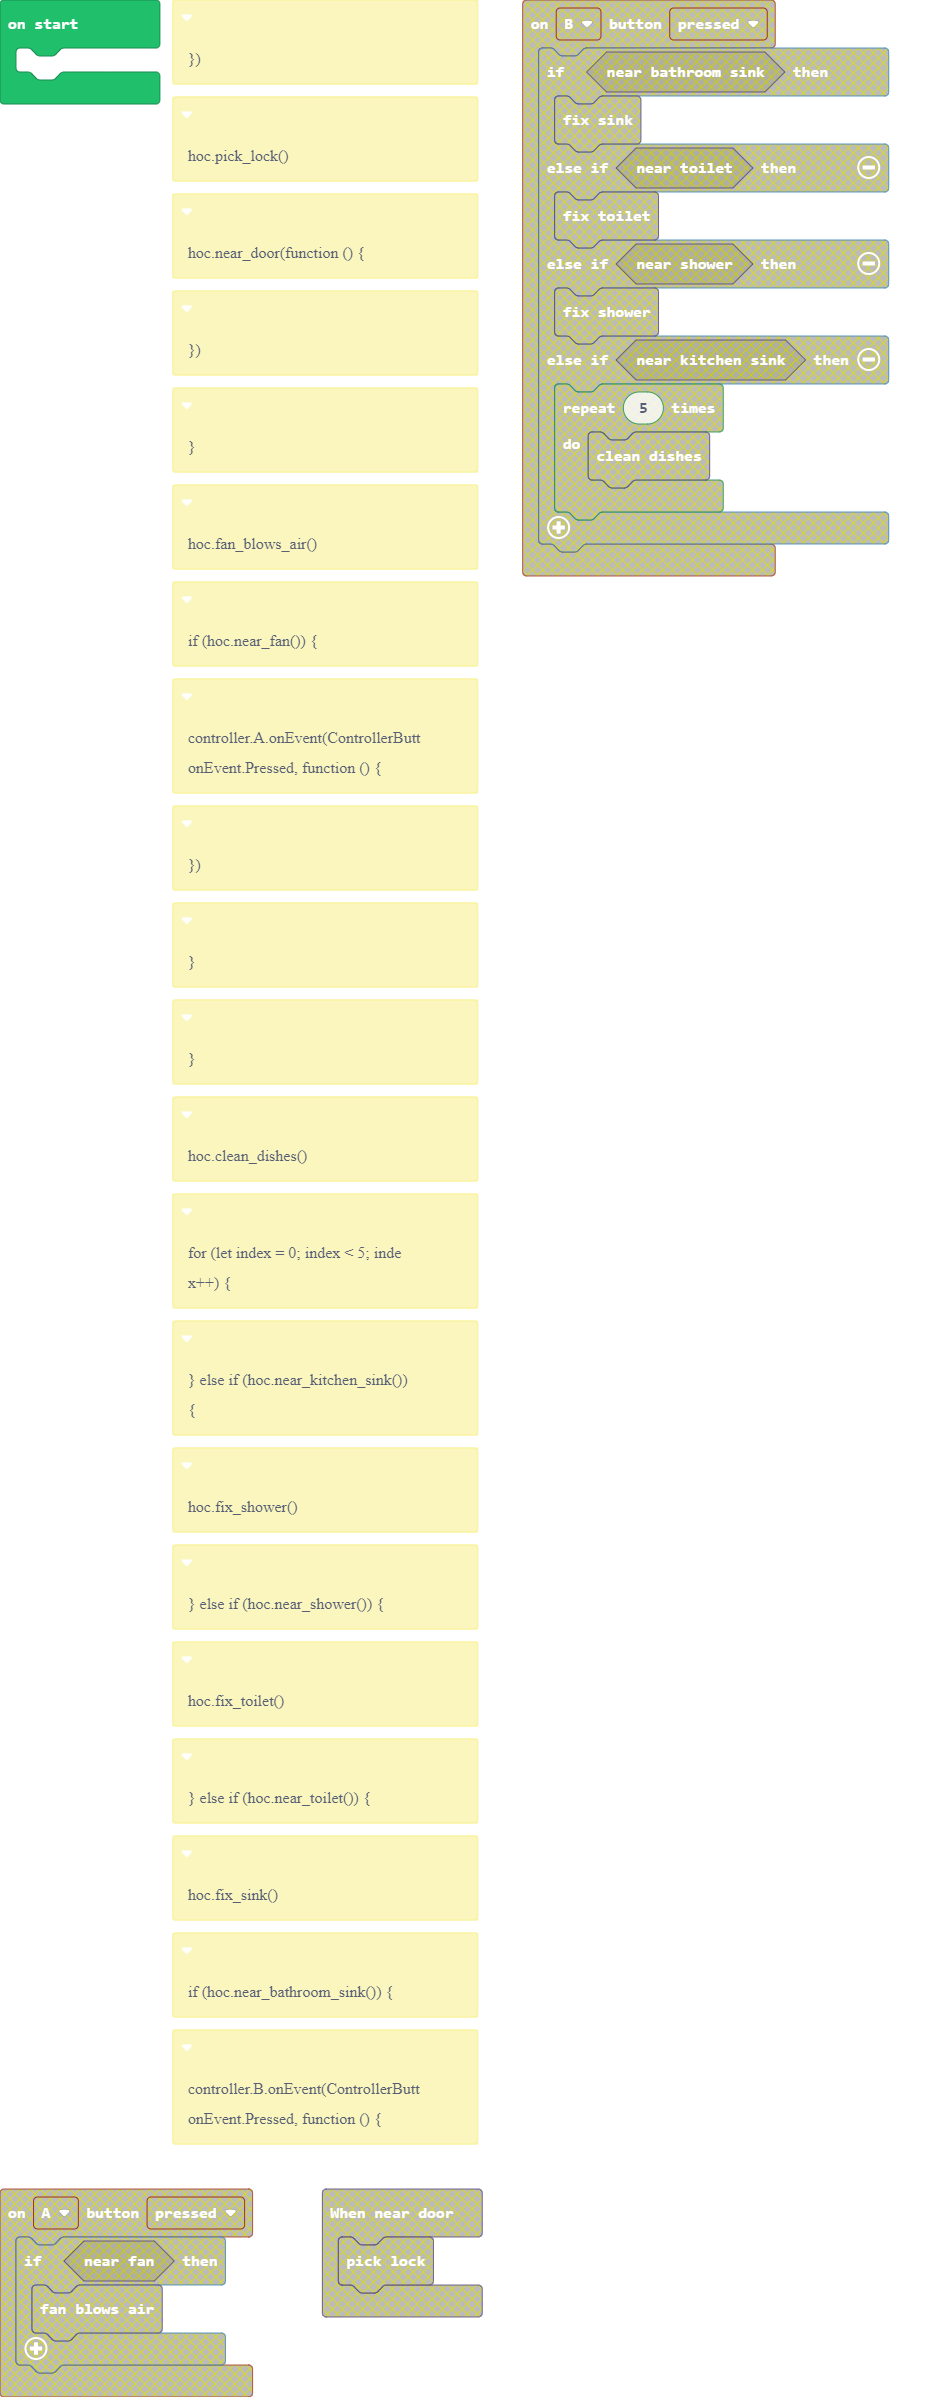 on start
})
hoc.pick_lock()
hoc.near_door(function () {
})
}
hoc.fan_blows_air()
if (hoc.near_fan()) {
controller.A.onEvent(ControllerButt
onEvent.Pressed, function () {
})
}
}
hoc.clean_dishes()
for (let index = 0; index < 5; inde
x++) {
} else if (hoc.near_kitchen_sink())
{
hoc.fix_shower()
} else if (hoc.near_shower()) {
hoc.fix_toilet()
} else if (hoc.near_toilet()) {
hoc.fix_sink()
if (hoc.near_bathroom_sink()) {
controller.B.onEvent(ControllerButt
onEvent.Pressed, function () {
on B button pressed
if near bathroom sink then
fix sink
else if near toilet then
fix toilet
else if near shower then
fix shower
else if near kitchen sink then
repeat 5 times
do clean dishes
on A button pressed
if near fan then
fan blows air
When near door
pick lock